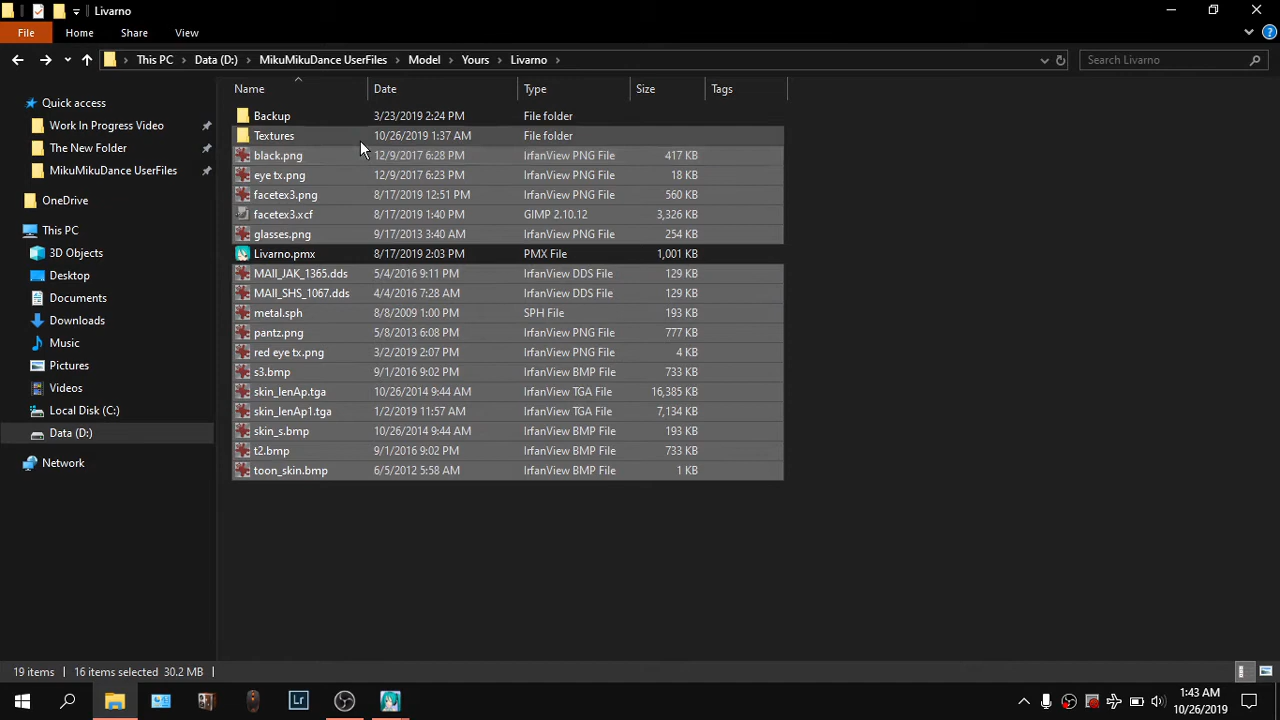 Livarno
File Home Share View
This PC > Data (D:) > MikuMikuDance UserFiles > Model > Yours > Livarno >
Search Livarno
Name Date Type Size Tags
Quick access
Work In Progress Video
The New Folder
MikuMikuDance UserFiles
OneDrive
This PC
3D Objects
Desktop
Documents
Downloads
Music
Pictures
Videos
Local Disk (C:)
Data (D:)
Network
Backup 3/23/2019 2:24 PM File folder
Textures 10/26/2019 1:37 AM File folder
black.png 12/9/2017 6:28 PM IrfanView PNG File 417 KB
eye tx.png 12/9/2017 6:23 PM IrfanView PNG File 18 KB
facetex3.png 8/17/2019 12:51 PM IrfanView PNG File 560 KB
facetex3.xcf 8/17/2019 1:40 PM GIMP 2.10.12 3,326 KB
glasses.png 9/17/2013 3:40 AM IrfanView PNG File 254 KB
Livarno.pmx 8/17/2019 2:03 PM PMX File 1,001 KB
MAII_JAK_1365.dds 5/4/2016 9:11 PM IrfanView DDS File 129 KB
MAII_SHS_1067.dds 4/4/2016 7:28 AM IrfanView DDS File 129 KB
metal.sph 8/8/2009 1:00 PM SPH File 193 KB
pantz.png 5/8/2013 6:08 PM IrfanView PNG File 777 KB
red eye tx.png 3/2/2019 2:07 PM IrfanView PNG File 4 KB
s3.bmp 9/1/2016 9:02 PM IrfanView BMP File 733 KB
skin_lenAp.tga 10/26/2014 9:44 AM IrfanView TGA File 16,385 KB
skin_lenAp1.tga 1/2/2019 11:57 AM IrfanView TGA File 7,134 KB
skin_s.bmp 10/26/2014 9:44 AM IrfanView BMP File 193 KB
t2.bmp 9/1/2016 9:02 PM IrfanView BMP File 733 KB
toon_skin.bmp 6/5/2012 5:58 AM IrfanView BMP File 1 KB
19 items 16 items selected 30.2 MB
Lr
1:43 AM
10/26/2019